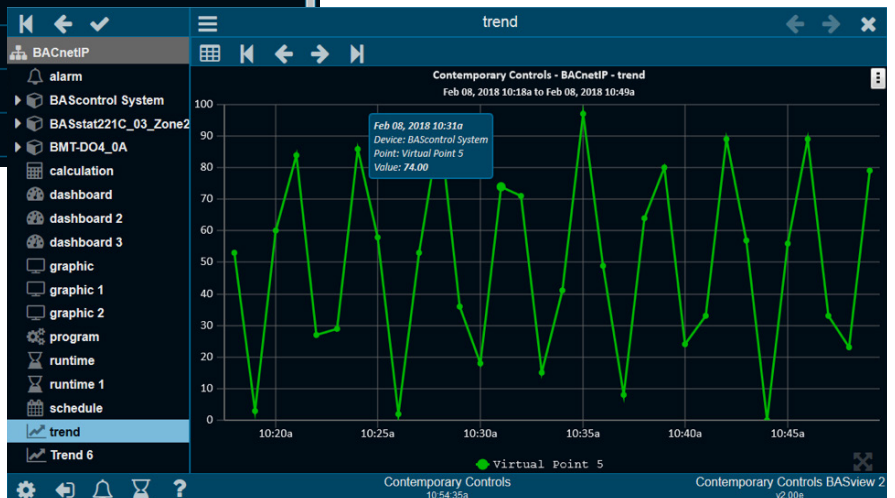 trend
BACnetIP
alarm
BAScontrol System
BASstat221C_03_Zone2
BMT-DO4_0A
calculation
dashboard
dashboard 2
dashboard 3
graphic
graphic 1
graphic 2
program
runtime
runtime 1
schedule
trend
Trend 6
Contemporary Controls - BACnetIP - trend
Feb 08, 2018 10:18a to Feb 08, 2018 10:49a
100
90
80
70
60
50
40
30
20
10
0
Feb 08, 2018 10:31a
Device: BAScontrol System
Point: Virtual Point 5
Value: 74.00
10:20a 10:25a 10:30a 10:35a 10:40a 10:45a
Virtual Point 5
?
Contemporary Controls
10:54:35a
Contemporary Controls BASview 2
v2.00e